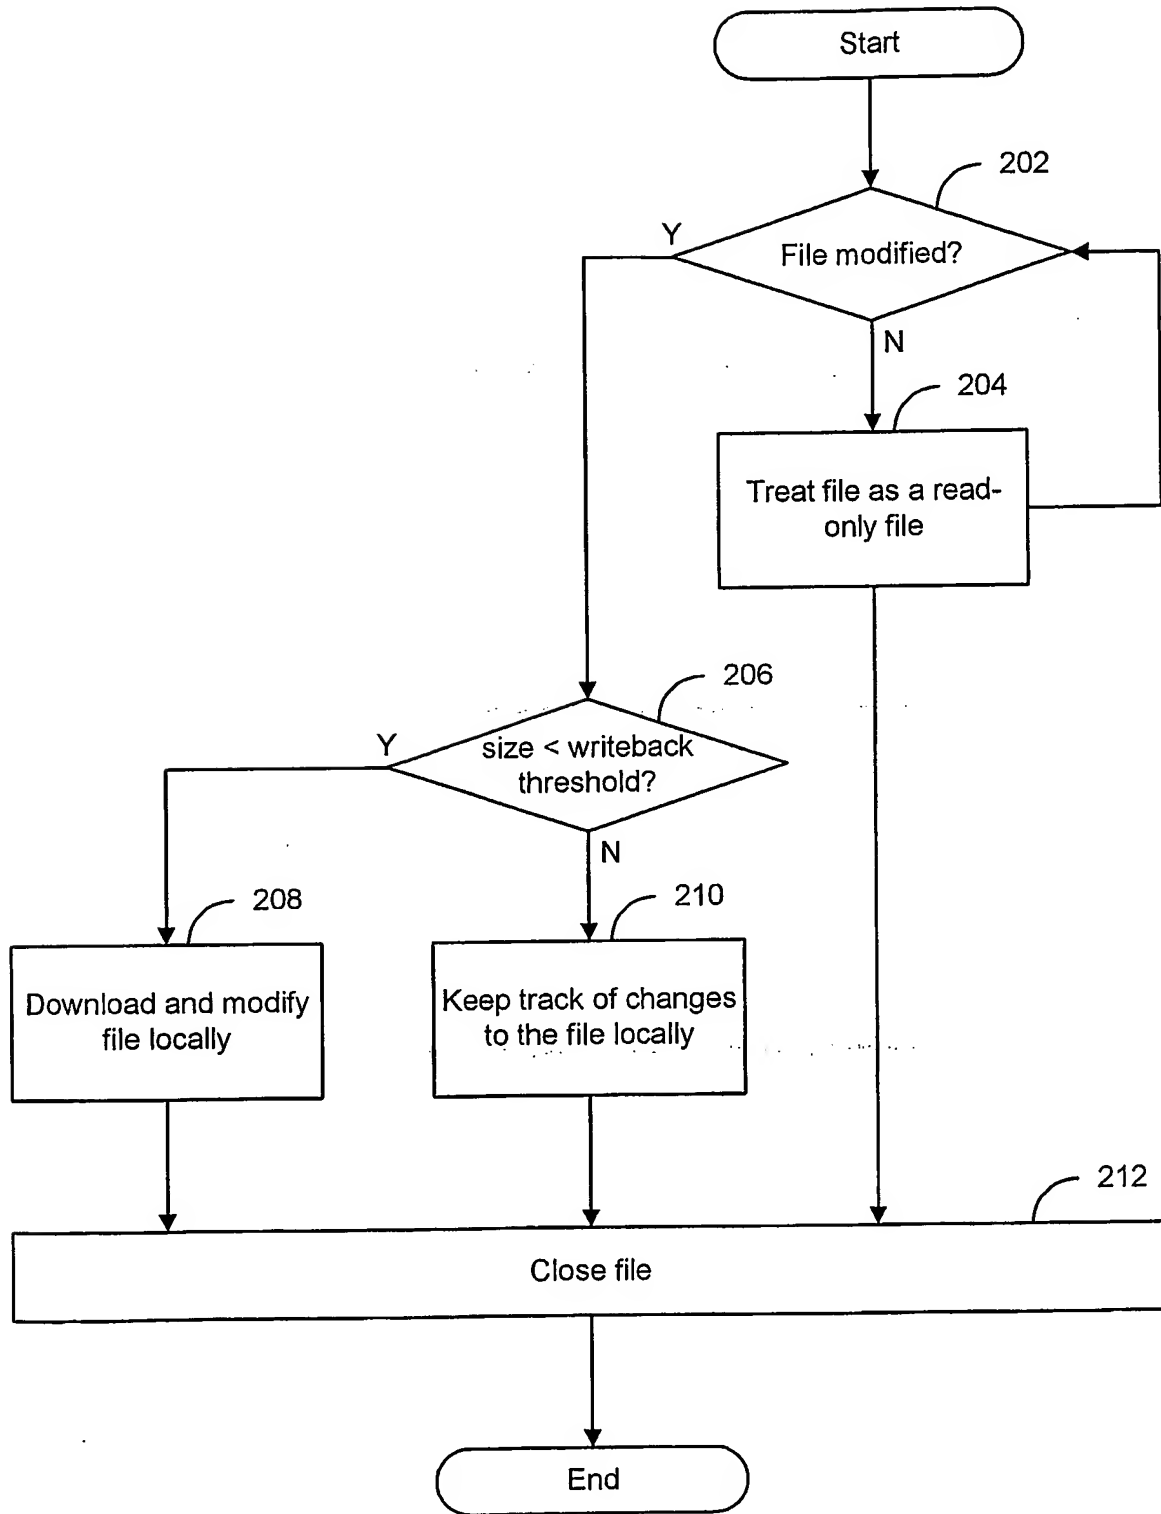 Start
202
Y
File modified?
N
204
Treat file as a read-
only file
206
Y
size < writeback
threshold?
N
208
210
Download and modify
file locally
Keep track of changes
to the file locally
212
Close file
End